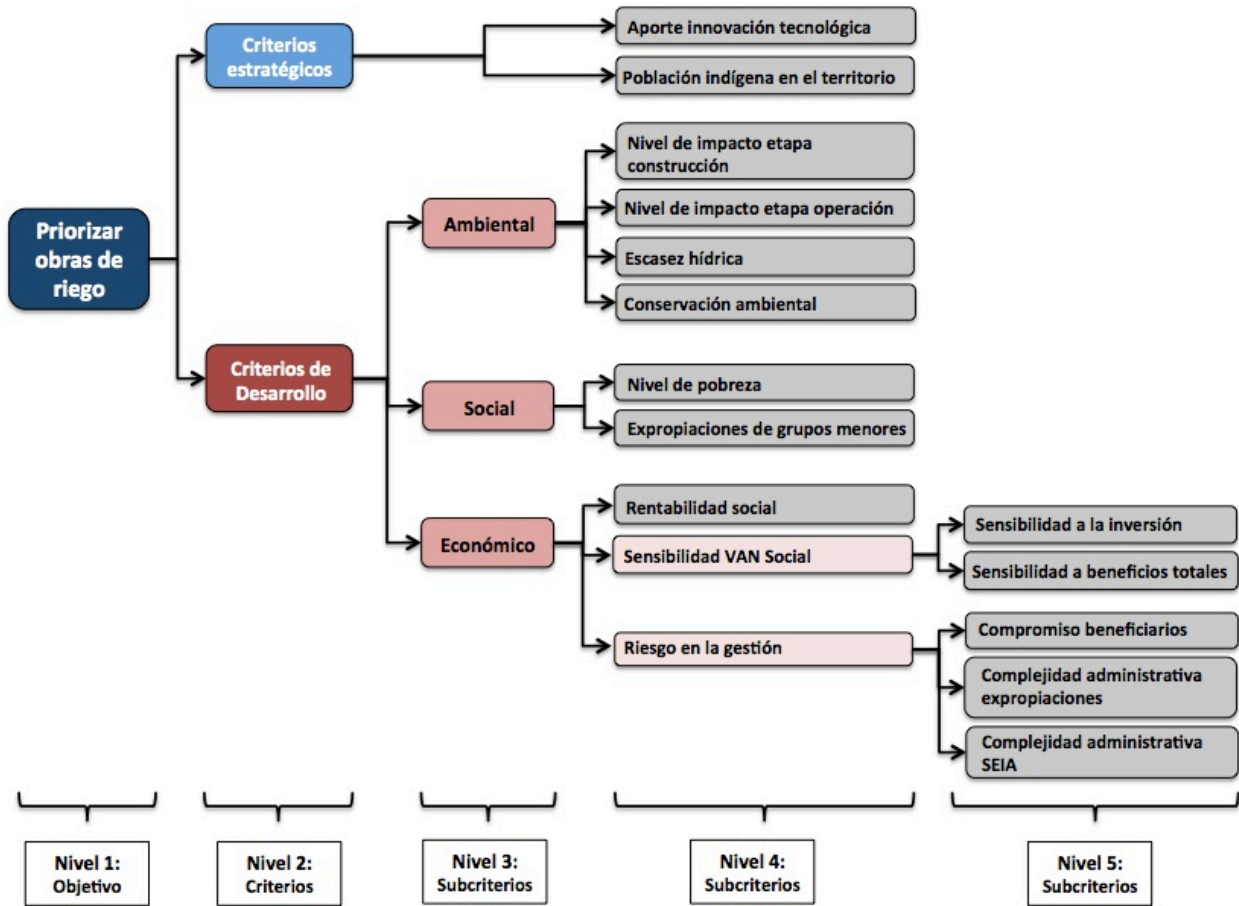 Criterios
estratégicos
Aporte innovación tecnológica
Población indígena en el territorio
Priorizar
obras de
riego
Ambiental
Nivel de impacto etapa
construcción
Nivel de impacto etapa operación
Escasez hídrica
Conservación ambiental
Criterios de
Desarrollo
Social
Nivel de pobreza
Expropiaciones de grupos menores
Económico
Rentabilidad social
Sensibilidad VAN Social
Sensibilidad a la inversión
Sensibilidad a beneficios totales
Riesgo en la gestión
Compromiso beneficiarios
Complejidad administrativa
expropiaciones
Complejidad administrativa
SEIA
Nivel 1:
Objetivo
Nivel 2:
Criterios
Nivel 3:
Subcriterios
Nivel 4:
Subcriterios
Nivel 5:
Subcriterios